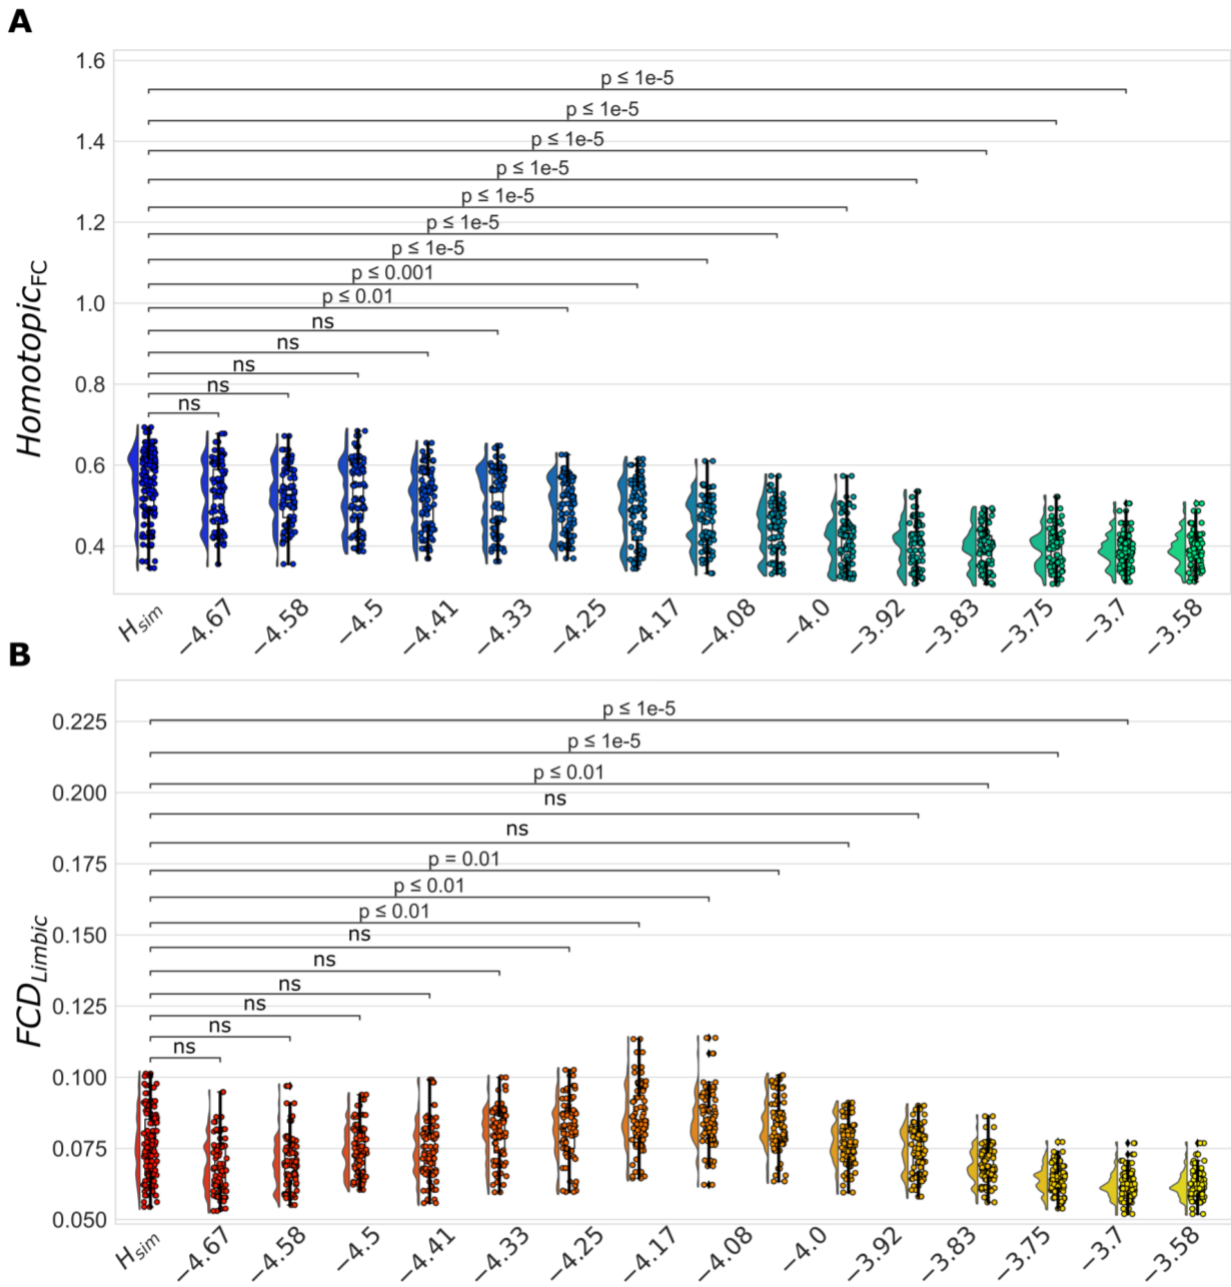 A
1.6
p ≤ 1e-5
p ≤ 1e-5
1.4
p ≤ 1e-5
p ≤ 1e-5
p ≤ 1e-5
1.2
p ≤ 1e-5
p ≤ 1e-5
p ≤ 0.001
1.0
p ≤ 0.01
ns
ns
0.8
ns
ns
ns
0.6
0.4
Homotopic_FC
H_sim −4.67 −4.58 −4.5 −4.41 −4.33 −4.25 −4.17 −4.08 −4.0 −3.92 −3.83 −3.75 −3.7 −3.58
B
0.225
p ≤ 1e-5
p ≤ 1e-5
p ≤ 0.01
0.200
ns
ns
0.175
p = 0.01
p ≤ 0.01
p ≤ 0.01
0.150
ns
ns
ns
0.125
ns
ns
ns
0.100
0.075
0.050
FCD_Limbic
H_sim −4.67 −4.58 −4.5 −4.41 −4.33 −4.25 −4.17 −4.08 −4.0 −3.92 −3.83 −3.75 −3.7 −3.58